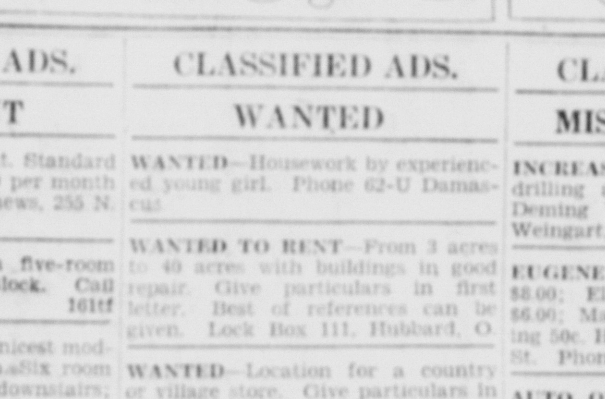 ADS.
T
t. Standard
per month
ews, 255 N.
five-room
lock. Call
161tf
nicest mod-
Six room
downstairs;
CLASSIFIED ADS.
WANTED
WANTED—Housework by experienc-
ed young girl. Phone 62-U Damas-
cus.
WANTED TO RENT—From 3 acres
to 40 acres with buildings in good
repair. Give particulars in first
letter. Best of references can be
given. Lock Box 111, Hubbard, O.
WANTED—Location for a country
or village store. Give particulars in
CL
MIS
INCREAS
drilling
Deming
Weingart
EUGENE
$8.00; E
$6.00; Ma
ing 50c. 
St. Phon
AUTO O